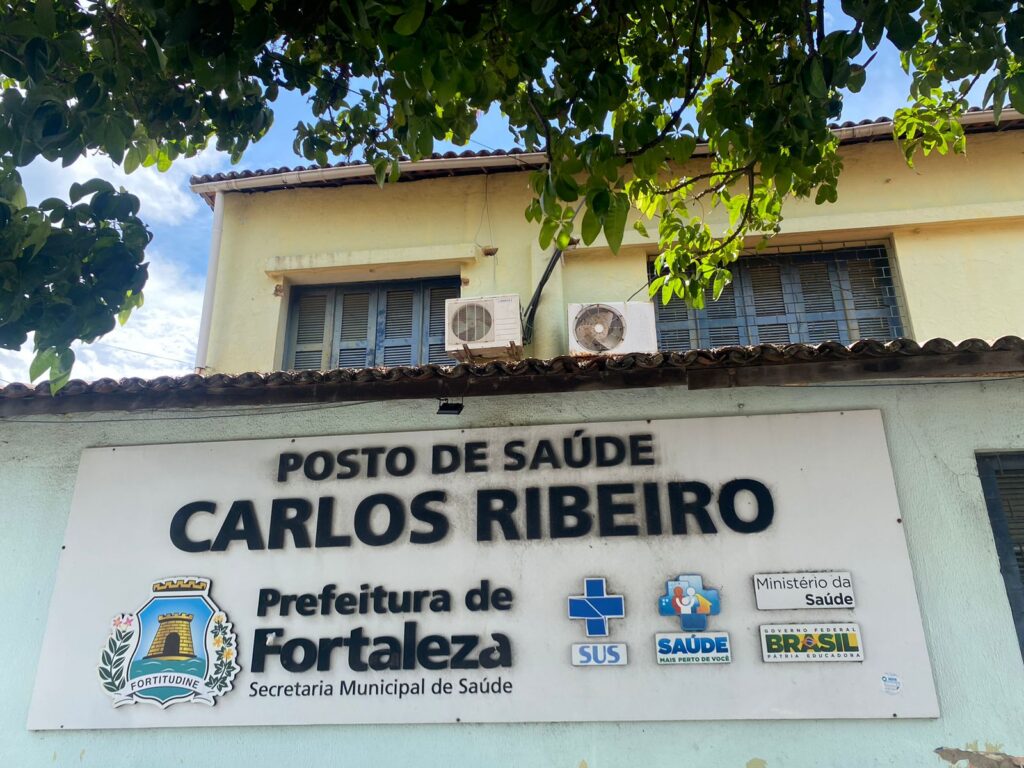 POSTO DE SAÚDE
CARLOS RIBEIRO
Prefeitura de
Fortaleza
Secretaria Municipal de Saúde
FORTITUDINE
SUS
SAÚDE
MAIS PERTO DE VOCÊ
Ministério da
Saúde
GOVERNO FEDERAL
BRASIL
PÁTRIA EDUCADORA